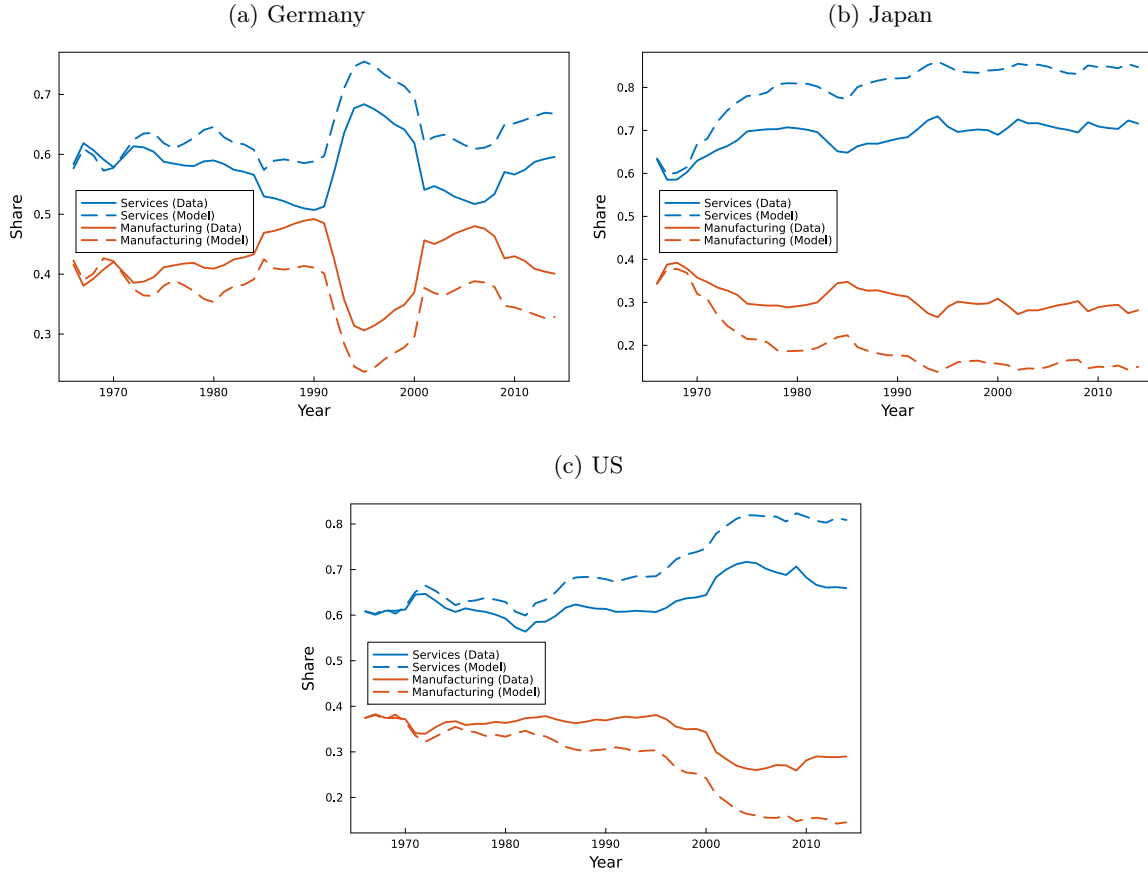 (a) Germany
0.7
0.6
0.5
0.4
0.3
Share
Services (Data)
Services (Model)
Manufacturing (Data)
Manufacturing (Model)
1970 1980 1990 2000 2010
Year
(b) Japan
0.8
0.7
0.6
0.5
0.4
0.3
0.2
Share
Services (Data)
Services (Model)
Manufacturing (Data)
Manufacturing (Model)
1970 1980 1990 2000 2010
Year
(c) US
0.8
0.7
0.6
0.5
0.4
0.3
0.2
Share
Services (Data)
Services (Model)
Manufacturing (Data)
Manufacturing (Model)
1970 1980 1990 2000 2010
Year